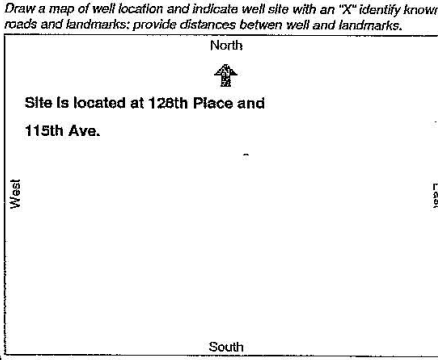 Draw a map of well location and indicate well site with an "X" identify known
roads and landmarks; provide distances betwen well and landmarks.
North
Site is located at 128th Place and
115th Ave.
West
East
South